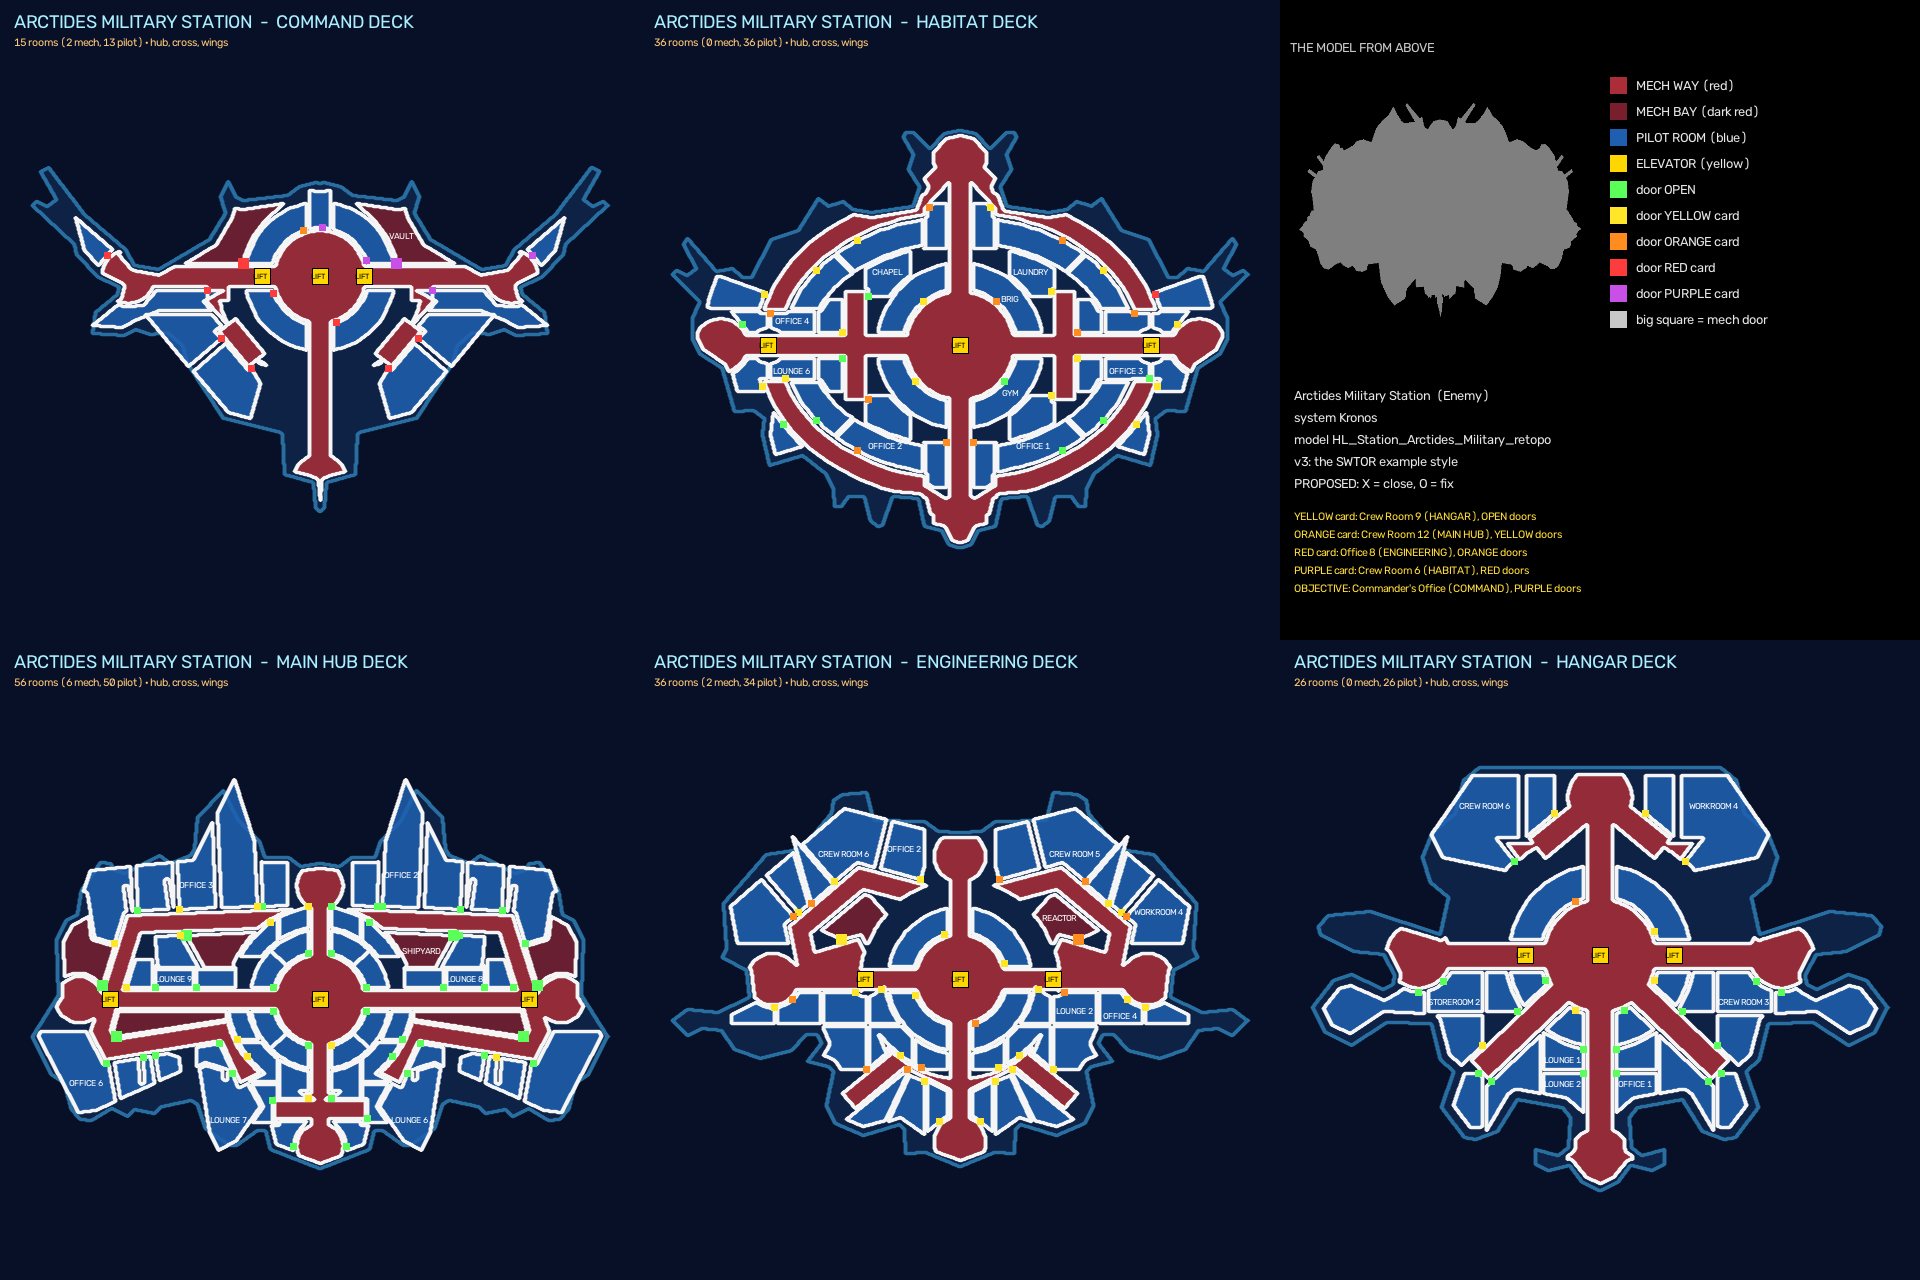 ARCTIDES MILITARY STATION - COMMAND DECK
15 rooms (2 mech, 13 pilot) • hub, cross, wings
VAULT
LIFT
LIFT
LIFT
ARCTIDES MILITARY STATION - HABITAT DECK
36 rooms (0 mech, 36 pilot) • hub, cross, wings
CHAPEL
LAUNDRY
BRIG
OFFICE 4
LIFT
LIFT
LIFT
LOUNGE 6
OFFICE 3
GYM
OFFICE 2
OFFICE 1
THE MODEL FROM ABOVE
MECH WAY (red)
MECH BAY (dark red)
PILOT ROOM (blue)
ELEVATOR (yellow)
door OPEN
door YELLOW card
door ORANGE card
door RED card
door PURPLE card
big square = mech door
Arctides Military Station (Enemy)
system Kronos
model HL_Station_Arctides_Military_retopo
v3: the SWTOR example style
PROPOSED: X = close, O = fix
YELLOW card: Crew Room 9 (HANGAR), OPEN doors
ORANGE card: Crew Room 12 (MAIN HUB), YELLOW doors
RED card: Office 8 (ENGINEERING), ORANGE doors
PURPLE card: Crew Room 6 (HABITAT), RED doors
OBJECTIVE: Commander's Office (COMMAND), PURPLE doors
ARCTIDES MILITARY STATION - MAIN HUB DECK
56 rooms (6 mech, 50 pilot) • hub, cross, wings
OFFICE 3
OFFICE 2
SHIPYARD
LOUNGE 9
LOUNGE 8
LIFT
LIFT
LIFT
OFFICE 6
LOUNGE 7
LOUNGE 6
ARCTIDES MILITARY STATION - ENGINEERING DECK
36 rooms (2 mech, 34 pilot) • hub, cross, wings
CREW ROOM 6
OFFICE 2
CREW ROOM 5
REACTOR
WORKROOM 4
LIFT
LIFT
LIFT
LOUNGE 2
OFFICE 4
ARCTIDES MILITARY STATION - HANGAR DECK
26 rooms (0 mech, 26 pilot) • hub, cross, wings
CREW ROOM 6
WORKROOM 4
LIFT
LIFT
LIFT
STOREROOM 2
CREW ROOM 3
LOUNGE 1
LOUNGE 2
OFFICE 1